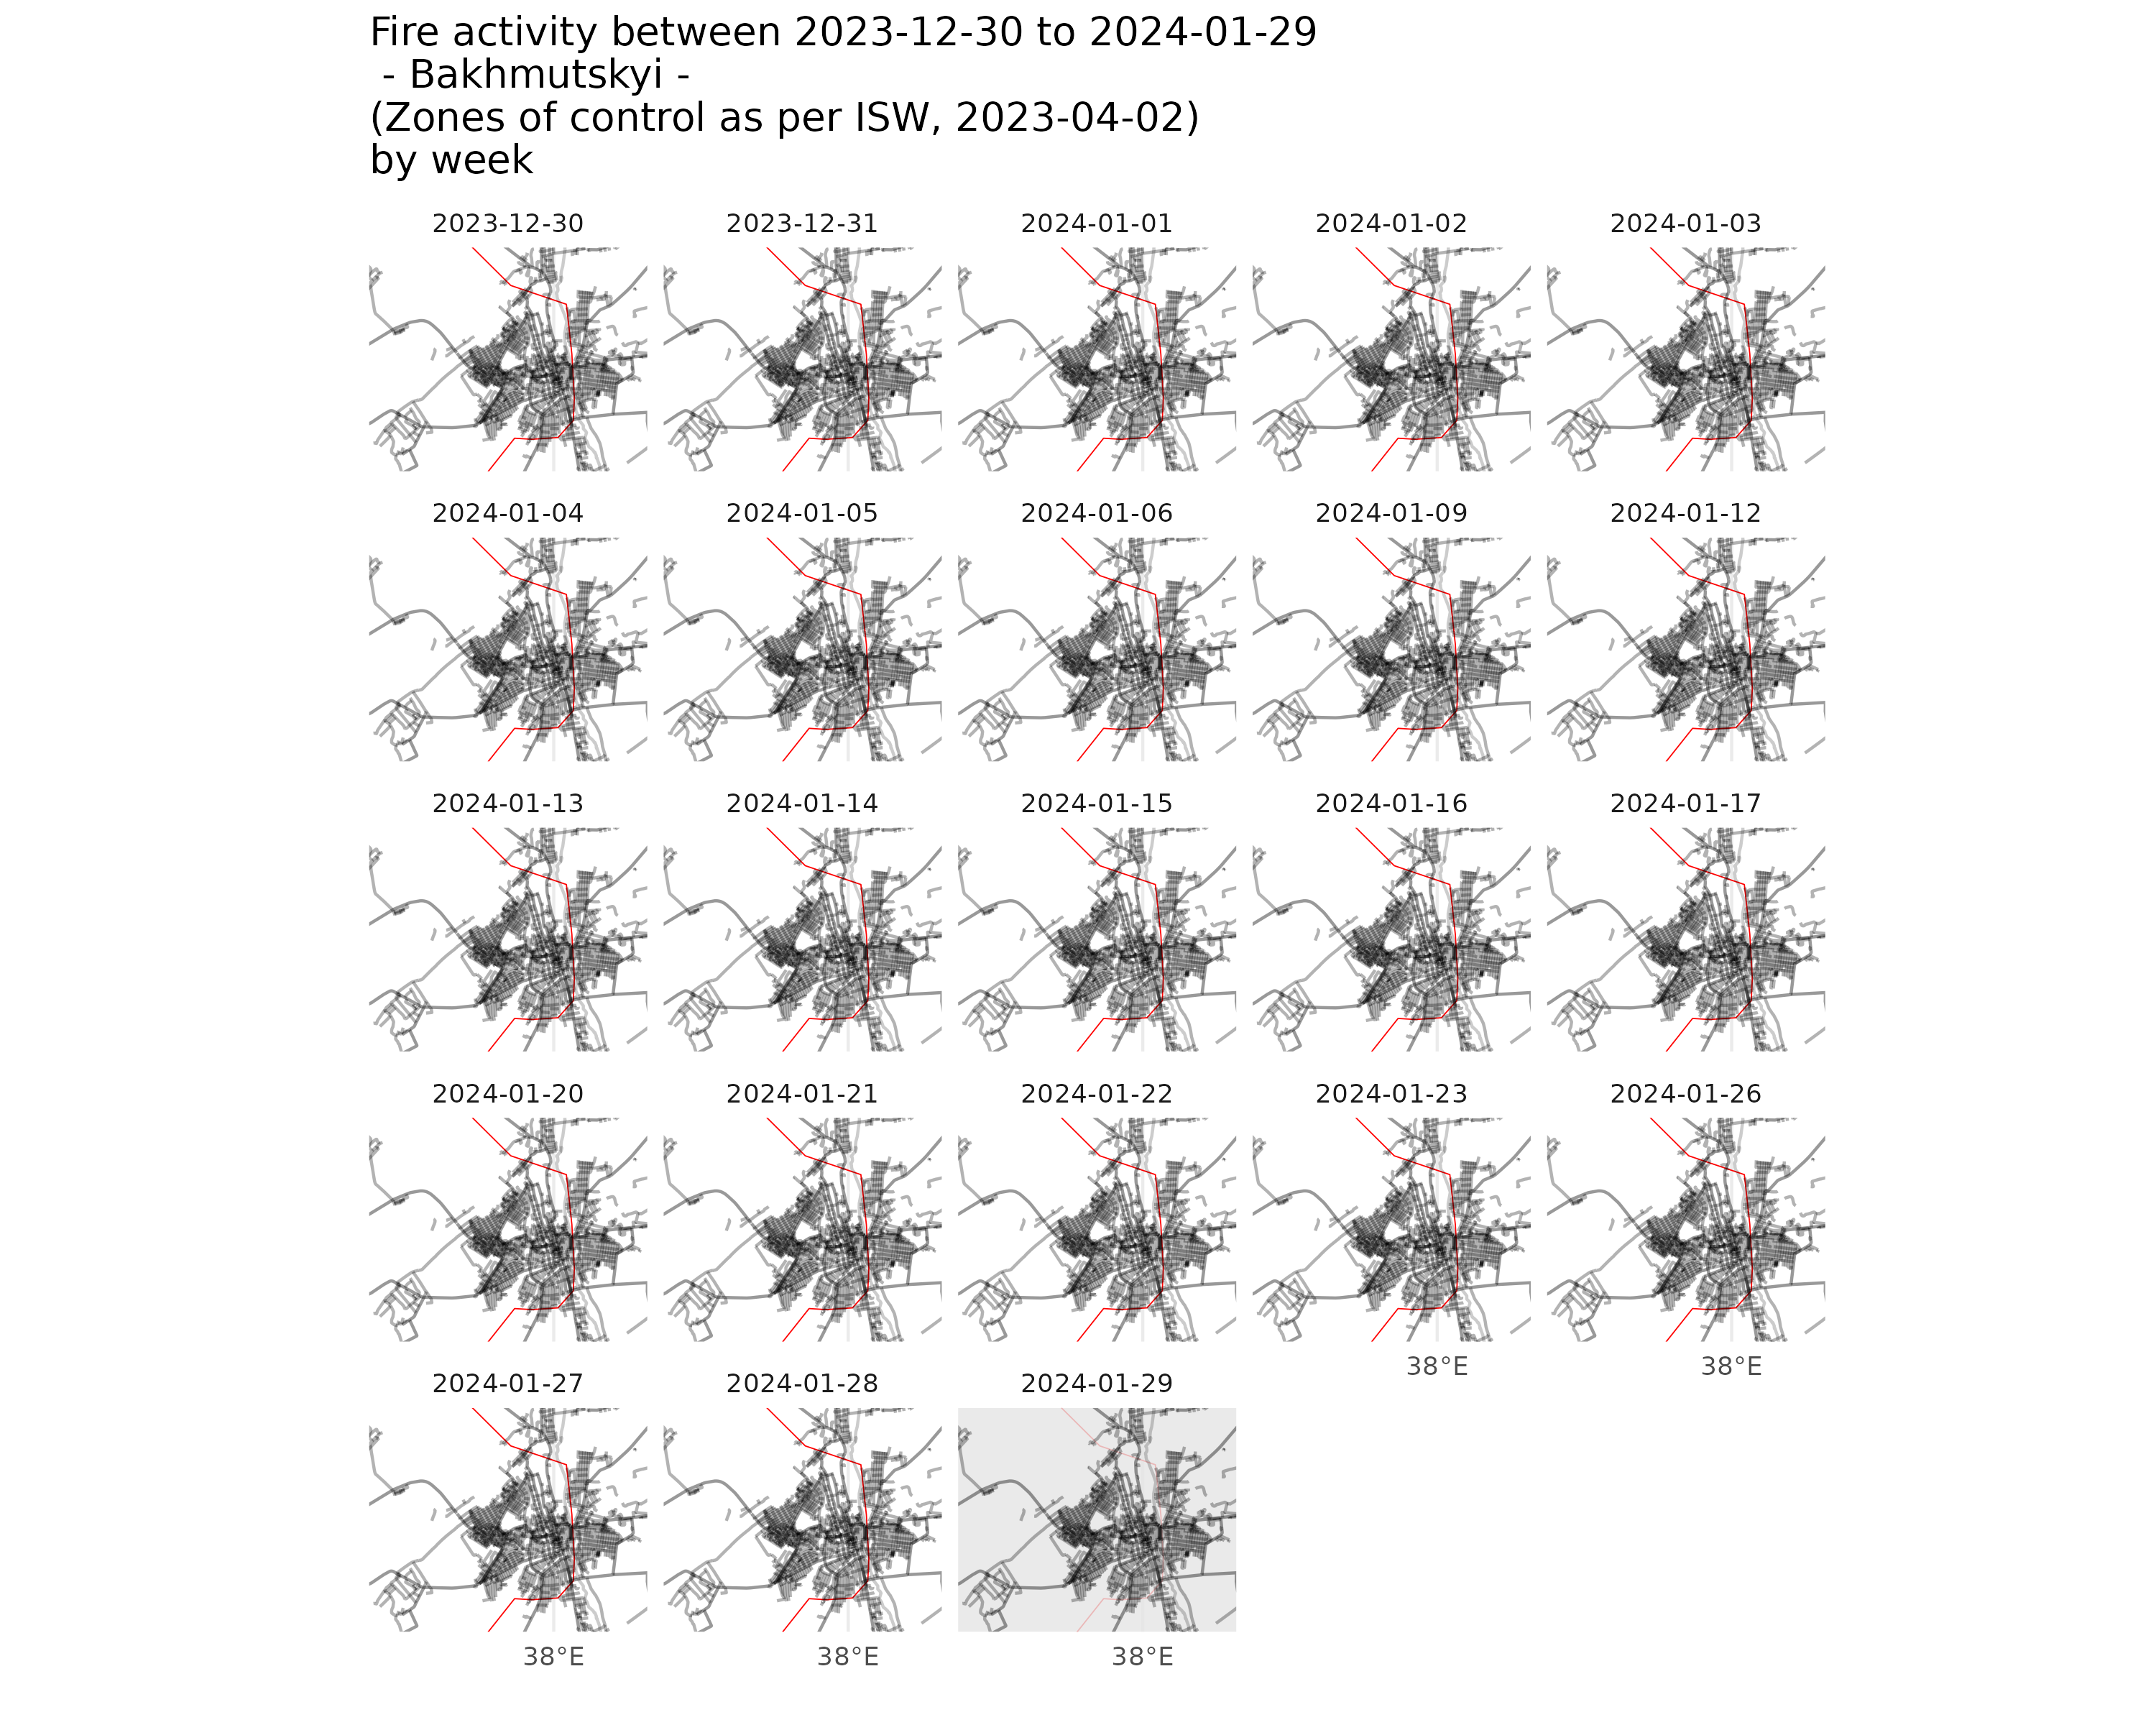 Fire activity between 2023-12-30 to 2024-01-29
- Bakhmutskyi -
(Zones of control as per ISW, 2023-04-02)
by week
2023-12-30 2023-12-31 2024-01-01 2024-01-02 2024-01-03
2024-01-04 2024-01-05 2024-01-06 2024-01-09 2024-01-12
2024-01-13 2024-01-14 2024-01-15 2024-01-16 2024-01-17
2024-01-20 2024-01-21 2024-01-22 2024-01-23 2024-01-26
38°E 38°E
2024-01-27 2024-01-28 2024-01-29
38°E 38°E 38°E